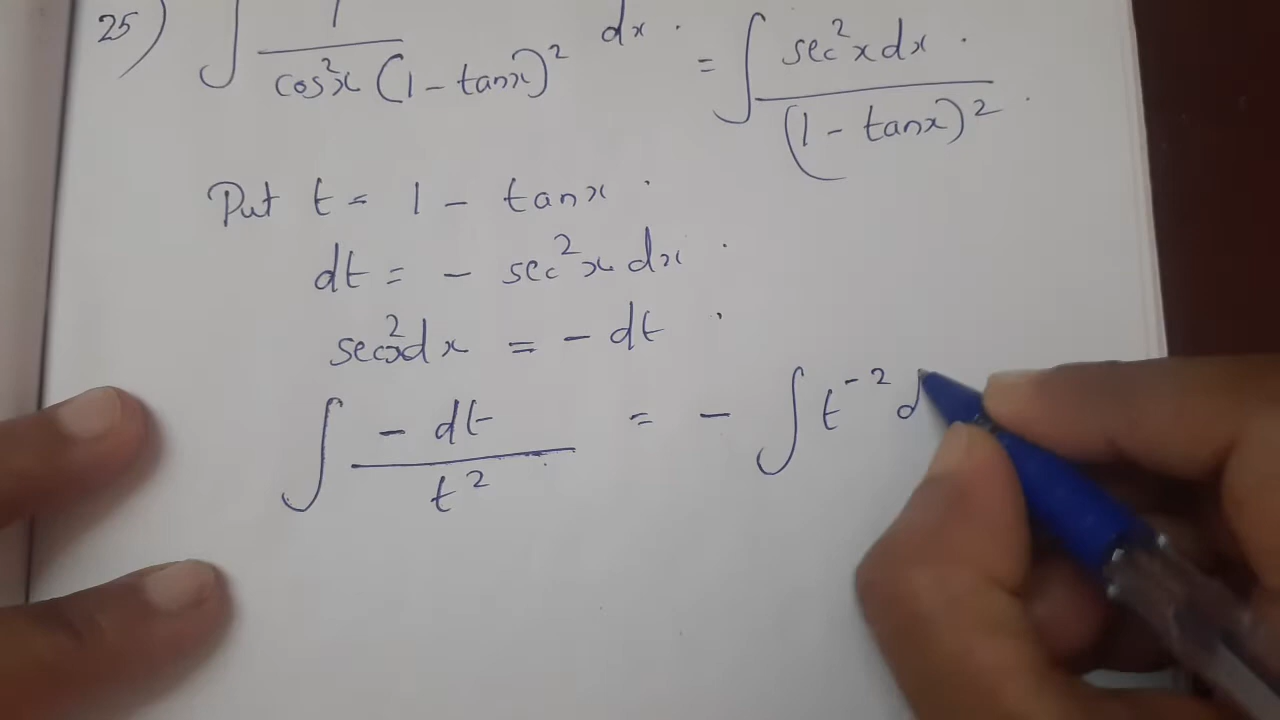 25) ∫ 1/(cos²x (1 - tanx)²) dx . = ∫ sec²x dx . / (1 - tanx)² .
Put t = 1 - tanx .
dt = - sec²x dx .
sec²x dx = - dt .
∫ - dt / t² = - ∫ t⁻² d